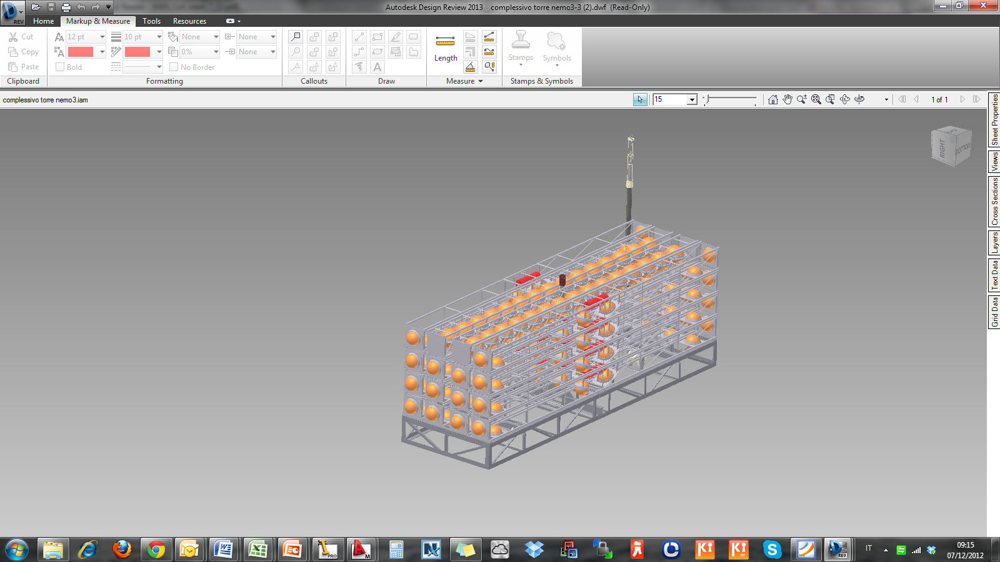 REV
Autodesk Design Review 2013 complessivo torre nemo3-3 (2).dwf (Read-Only)
Home Markup & Measure Tools Resources
Cut 12 pt 10 pt None None
Copy 0% None
Paste Bold No Border
Length Stamps Symbols
Clipboard Formatting Callouts Draw Measure Stamps & Symbols
complessivo torre nemo3.iam 15 1 of 1
Sheet Properties
Views
Cross Sections
Layers
Text Data
Grid Data
RIGHT BOTTOM
PRO M REV IT 09:15
07/12/2012